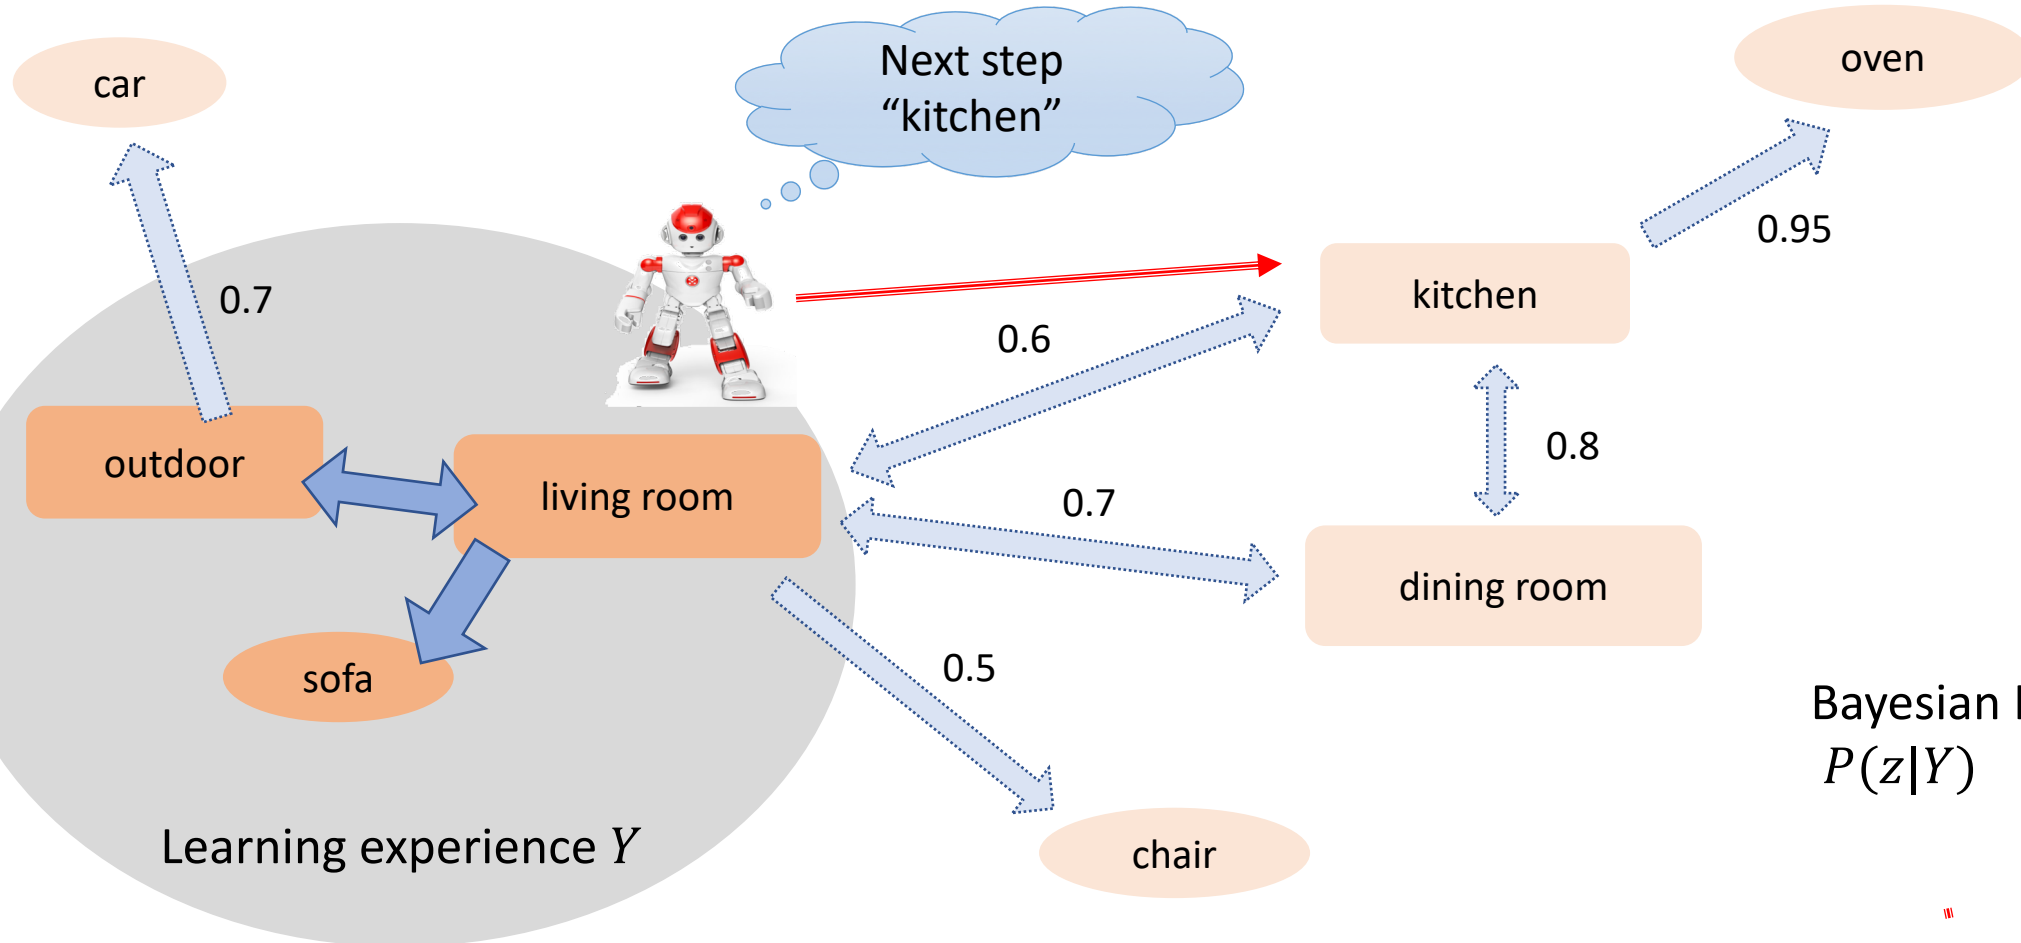 Next step
“kitchen”
car
oven
0.7
0.95
0.6
kitchen
outdoor
living room
0.8
0.7
dining room
sofa
0.5
Bayesian
P(z|Y)
Learning experience Y
chair